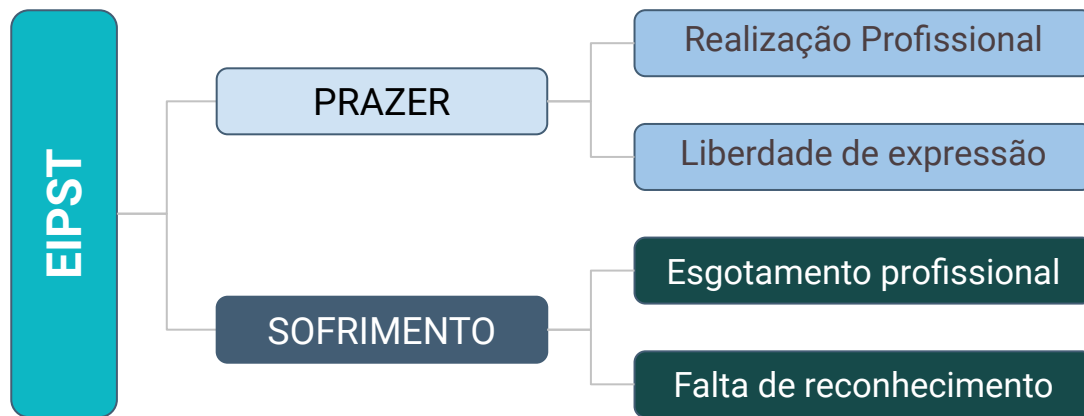 EIPST
PRAZER
Realização Profissional
Liberdade de expressão
SOFRIMENTO
Esgotamento profissional
Falta de reconhecimento